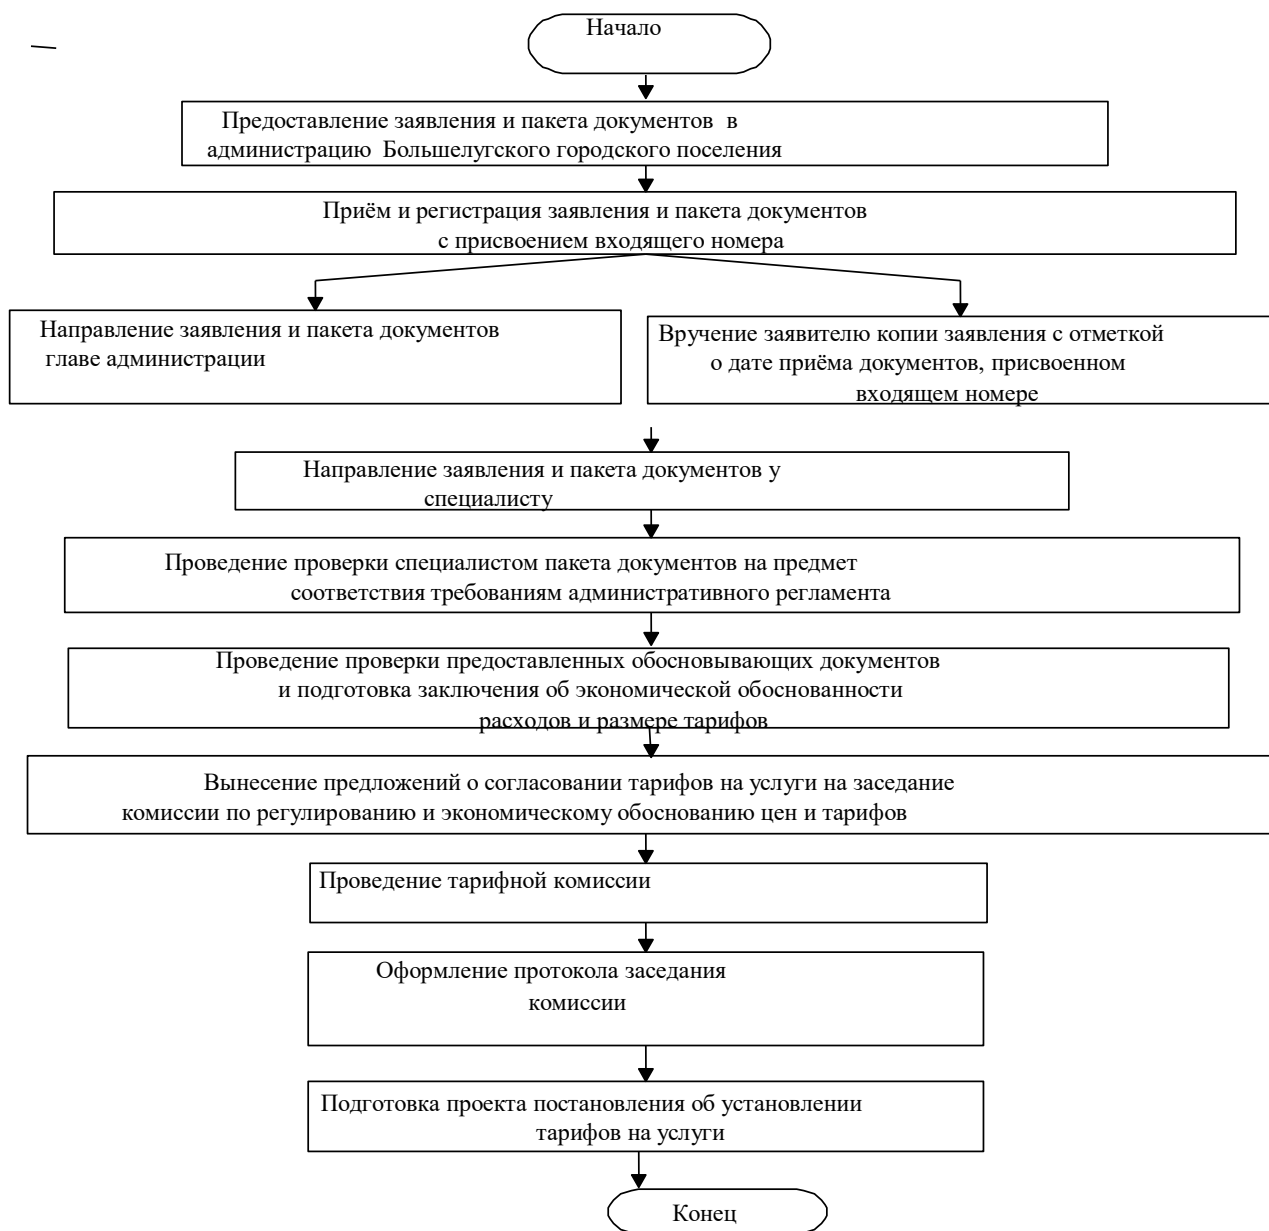 Начало
Предоставление заявления и пакета документов в
администрацию Большелугского городского поселения
Приём и регистрация заявления и пакета документов
с присвоением входящего номера
Направление заявления и пакета документов
главе администрации
Вручение заявителю копии заявления с отметкой
о дате приёма документов, присвоенном
входящем номере
Направление заявления и пакета документов у
специалисту
Проведение проверки специалистом пакета документов на предмет
соответствия требованиям административного регламента
Проведение проверки предоставленных обосновывающих документов
и подготовка заключения об экономической обоснованности
расходов и размере тарифов
Вынесение предложений о согласовании тарифов на услуги на заседание
комиссии по регулированию и экономическому обоснованию цен и тарифов
Проведение тарифной комиссии
Оформление протокола заседания
комиссии
Подготовка проекта постановления об установлении
тарифов на услуги
Конец